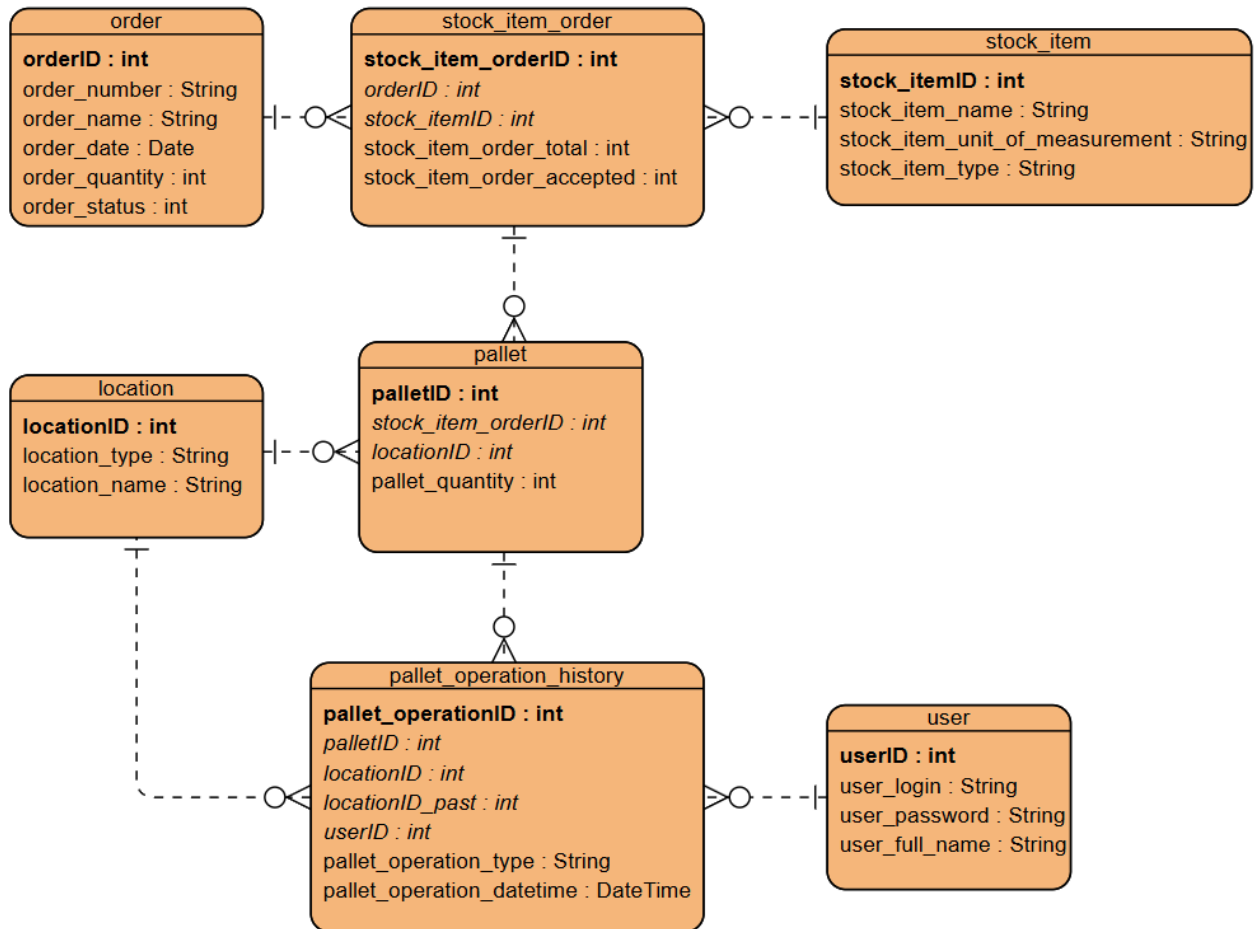 order
orderID : int
order_number : String
order_name : String
order_date : Date
order_quantity : int
order_status : int
stock_item_order
stock_item_orderID : int
orderID : int
stock_itemID : int
stock_item_order_total : int
stock_item_order_accepted : int
stock_item
stock_itemID : int
stock_item_name : String
stock_item_unit_of_measurement : String
stock_item_type : String
location
locationID : int
location_type : String
location_name : String
pallet
palletID : int
stock_item_orderID : int
locationID : int
pallet_quantity : int
pallet_operation_history
pallet_operationID : int
palletID : int
locationID : int
locationID_past : int
userID : int
pallet_operation_type : String
pallet_operation_datetime : DateTime
user
userID : int
user_login : String
user_password : String
user_full_name : String